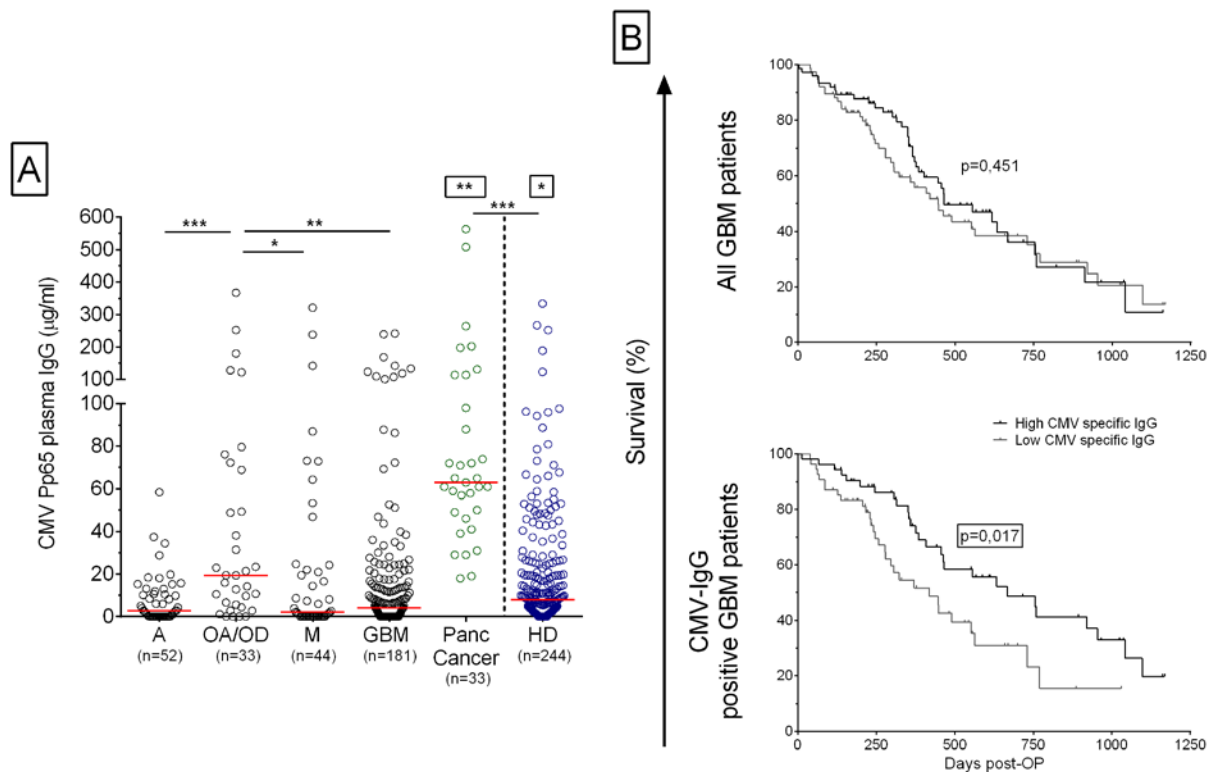 A
CMV Pp65 plasma IgG (µg/ml)
600
500
400
300
200
100
100
80
60
40
20
0
***
*
**
**
***
*
A OA/OD M GBM Panc Cancer HD
(n=52) (n=33) (n=44) (n=181) (n=33) (n=244)
B
Survival (%)
All GBM patients
100
80
60
40
20
0
p=0,451
0 250 500 750 1000 1250
High CMV specific IgG
Low CMV specific IgG
CMV-IgG
positive GBM patients
100
80
60
40
20
0
p=0,017
0 250 500 750 1000 1250
Days post-OP